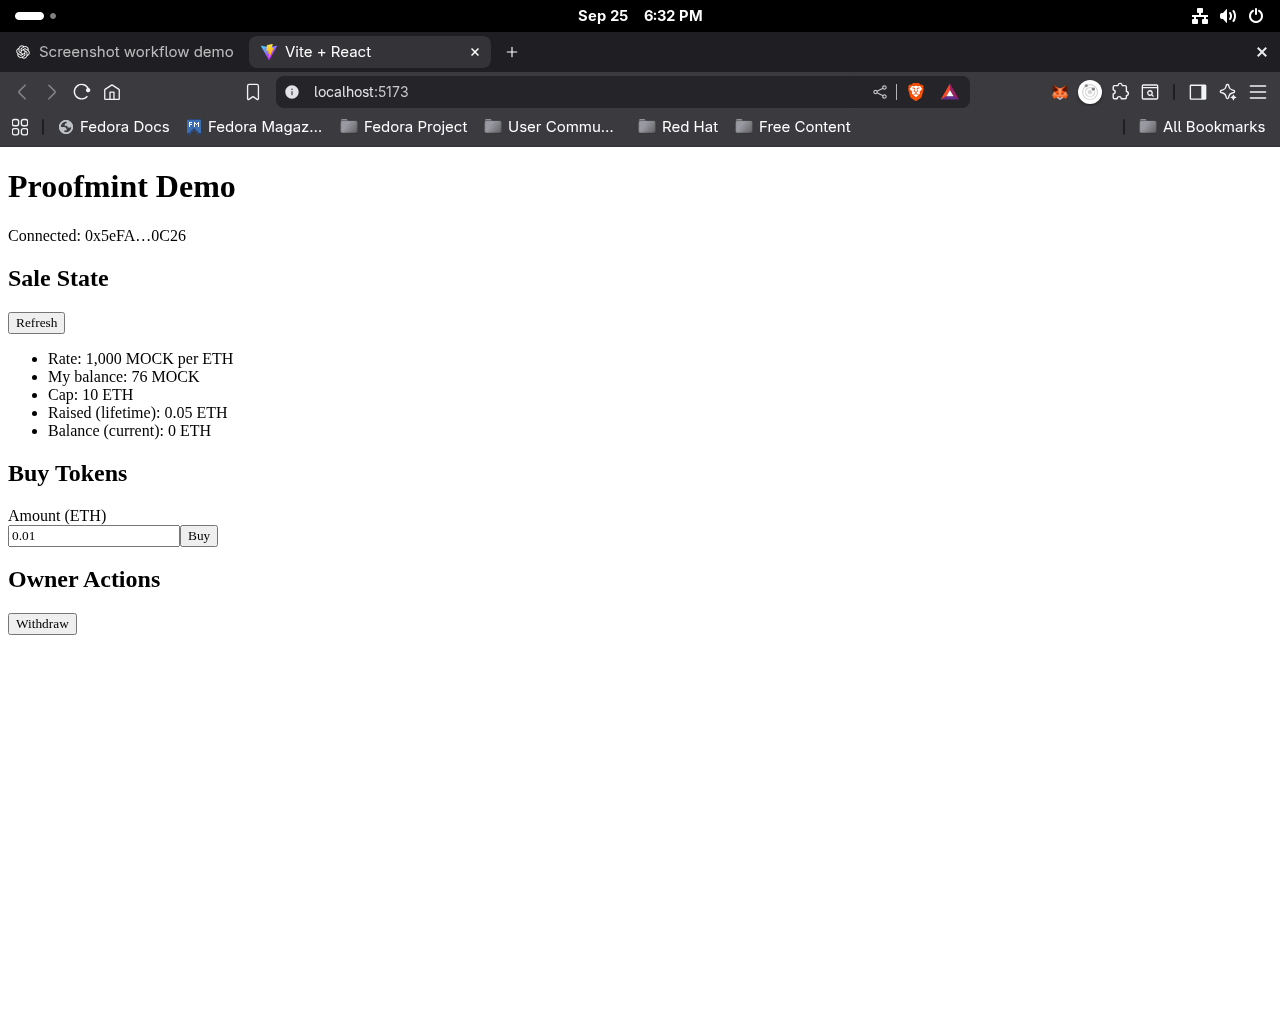 Sep 25 6:32 PM
Screenshot workflow demo
Vite + React
localhost:5173
Fedora Docs
Fedora Magaz...
Fedora Project
User Commu...
Red Hat
Free Content
All Bookmarks
Proofmint Demo
Connected: 0x5eFA…0C26
Sale State
Refresh
• Rate: 1,000 MOCK per ETH
• My balance: 76 MOCK
• Cap: 10 ETH
• Raised (lifetime): 0.05 ETH
• Balance (current): 0 ETH
Buy Tokens
Amount (ETH)
0.01 Buy
Owner Actions
Withdraw